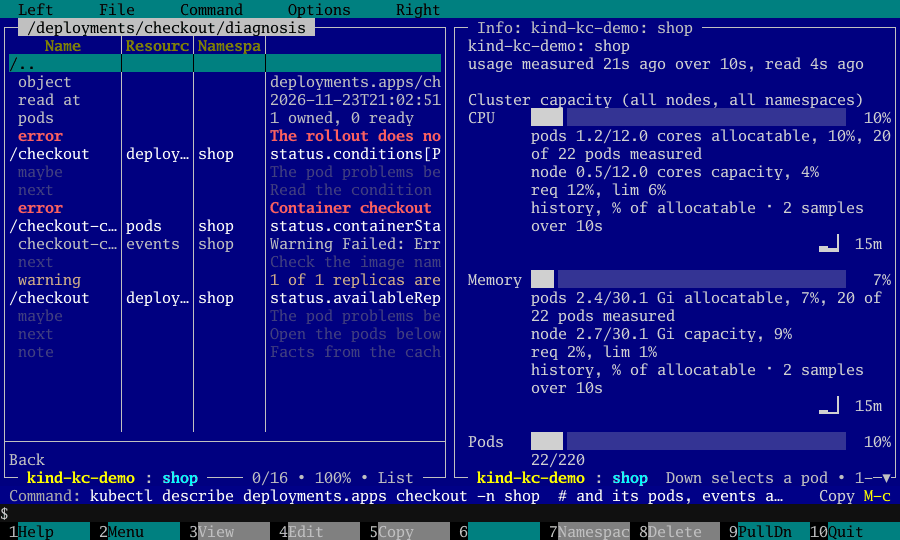 Left File Command Options Right
/deployments/checkout/diagnosis
Name Resourc Namespa
/..
object deployments.apps/ch
read at 2026-11-23T21:02:51
pods 1 owned, 0 ready
error The rollout does no
/checkout deploy… shop status.conditions[P
maybe The pod problems be
next Read the condition
error Container checkout
/checkout-c… pods shop status.containerSta
checkout-c… events shop Warning Failed: Err
next Check the image nam
warning 1 of 1 replicas are
/checkout deploy… shop status.availableRep
maybe The pod problems be
next Open the pods below
note Facts from the cach
Back
kind-kc-demo : shop 0/16 • 100% • List
Info: kind-kc-demo: shop
kind-kc-demo: shop
usage measured 21s ago over 10s, read 4s ago
Cluster capacity (all nodes, all namespaces)
CPU 10%
pods 1.2/12.0 cores allocatable, 10%, 20
of 22 pods measured
node 0.5/12.0 cores capacity, 4%
req 12%, lim 6%
history, % of allocatable · 2 samples
over 10s
15m
Memory 7%
pods 2.4/30.1 Gi allocatable, 7%, 20 of
22 pods measured
node 2.7/30.1 Gi capacity, 9%
req 2%, lim 1%
history, % of allocatable · 2 samples
over 10s
15m
Pods 10%
22/220
kind-kc-demo : shop Down selects a pod • 1-─▼
Command: kubectl describe deployments.apps checkout -n shop # and its pods, events a… Copy M-c
$
1Help 2Menu 3View 4Edit 5Copy 6 7Namespac 8Delete 9PullDn 10Quit